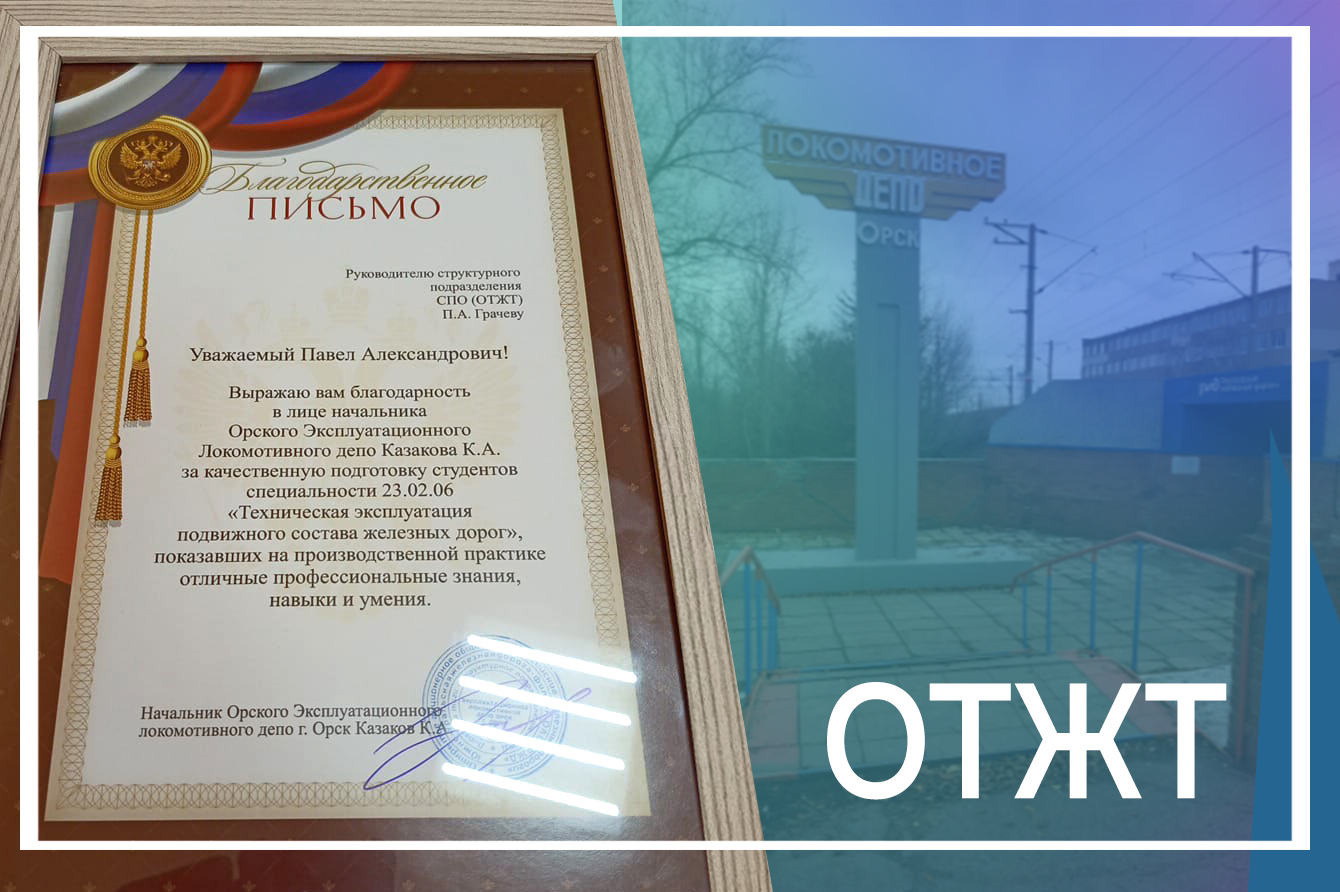 Благодарственное
ПИСЬМО
Руководителю структурного
подразделения
СПО (ОТЖТ)
П.А. Грачеву
Уважаемый Павел Александрович!
Выражаю вам благодарность
в лице начальника
Орского Эксплуатационного
Локомотивного депо Казакова К.А.
за качественную подготовку студентов
специальности 23.02.06
«Техническая эксплуатация
подвижного состава железных дорог»,
показавших на производственной практике
отличные профессиональные знания,
навыки и умения.
Начальник Орского Эксплуатационного
локомотивного депо г. Орск Казаков К.А
ЛОКОМОТИВНОЕ
ДЕПО
ОРСК
ржд
ОТЖТ